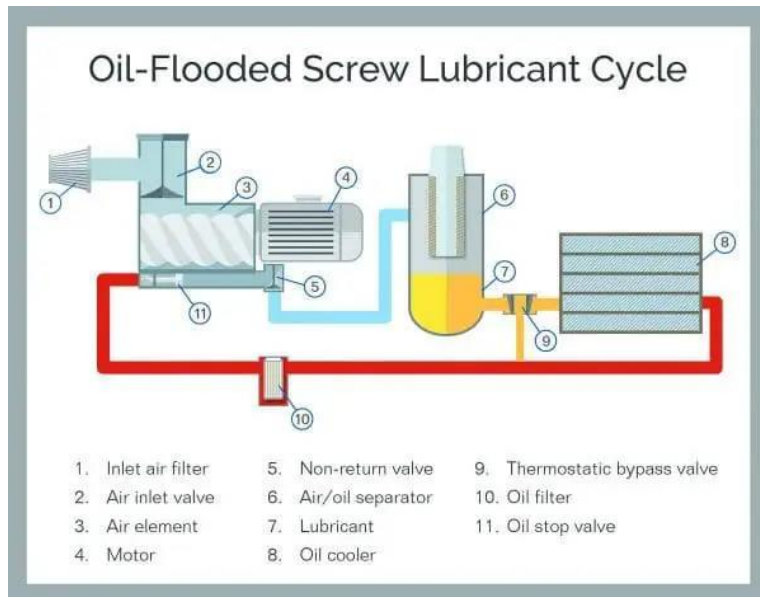 Oil-Flooded Screw Lubricant Cycle
1
2
3
4
5
6
7
8
9
10
11
1. Inlet air filter
2. Air inlet valve
3. Air element
4. Motor
5. Non-return valve
6. Air/oil separator
7. Lubricant
8. Oil cooler
9. Thermostatic bypass valve
10. Oil filter
11. Oil stop valve